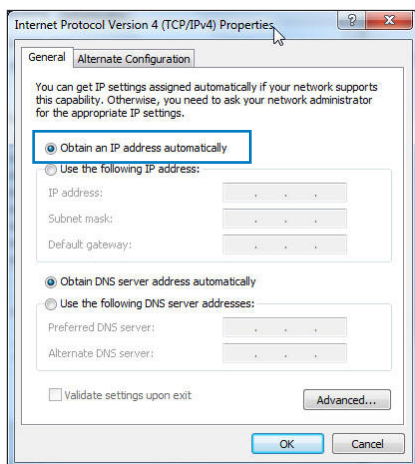 Internet Protocol Version 4 (TCP/IPv4) Properties
General
Alternate Configuration
You can get IP settings assigned automatically if your network supports
this capability. Otherwise, you need to ask your network administrator
for the appropriate IP settings.
Obtain an IP address automatically
Use the following IP address:
IP address:
Subnet mask:
Default gateway:
Obtain DNS server address automatically
Use the following DNS server addresses:
Preferred DNS server:
Alternate DNS server:
Validate settings upon exit
Advanced...
OK
Cancel